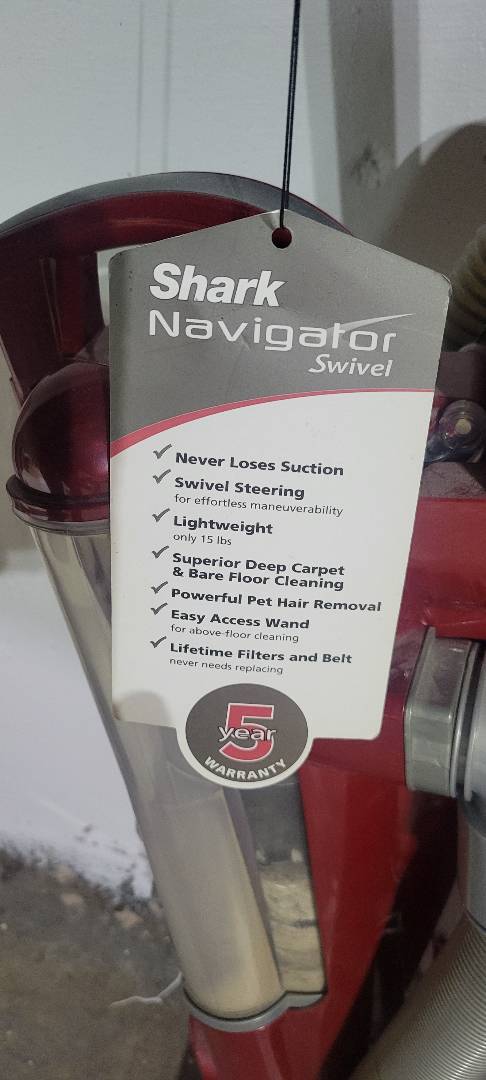 Shark
Navigator
Swivel
Never Loses Suction
Swivel Steering
for effortless maneuverability
Lightweight
only 15 lbs
Superior Deep Carpet
& Bare Floor Cleaning
Powerful Pet Hair Removal
Easy Access Wand
for above-floor cleaning
Lifetime Filters and Belt
never needs replacing
5
year
WARRANTY